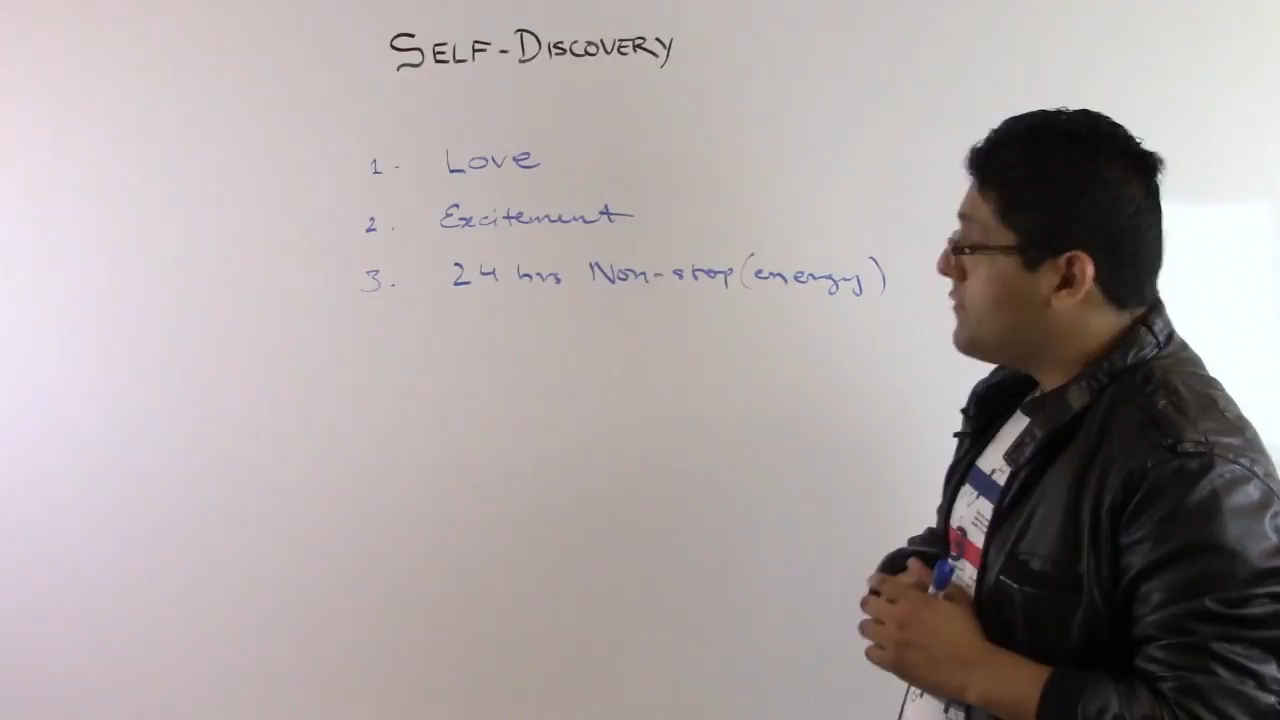 SELF-DISCOVERY
1. Love
2. Excitement
3. 24 hrs Non-stop (energy)